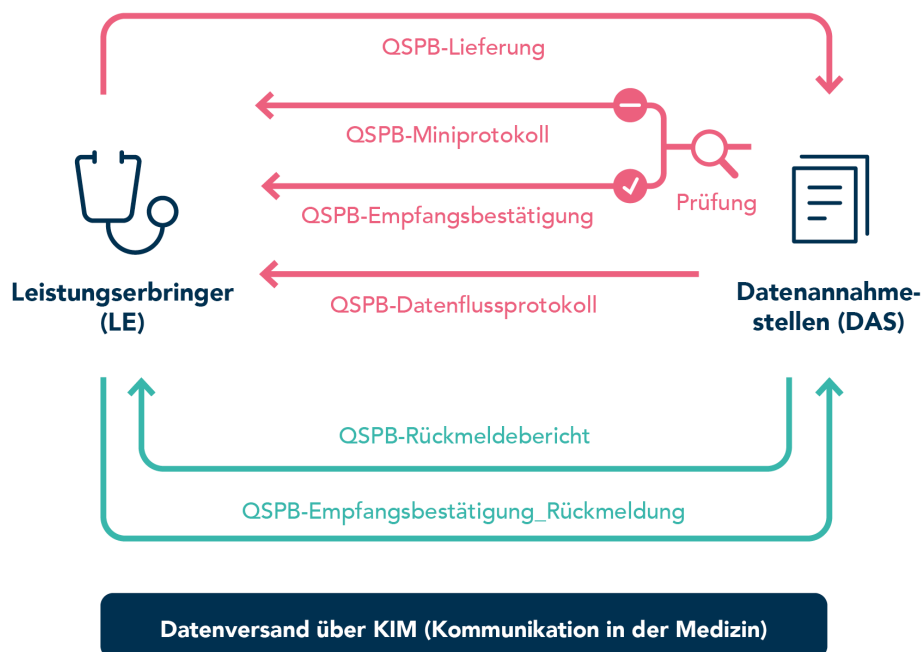 QSPB-Lieferung
QSPB-Miniprotokoll
QSPB-Empfangsbestätigung
Prüfung
QSPB-Datenflussprotokoll
Leistungserbringer
(LE)
Datenannahme-
stellen (DAS)
QSPB-Rückmeldebericht
QSPB-Empfangsbestätigung_Rückmeldung
Datenversand über KIM (Kommunikation in der Medizin)